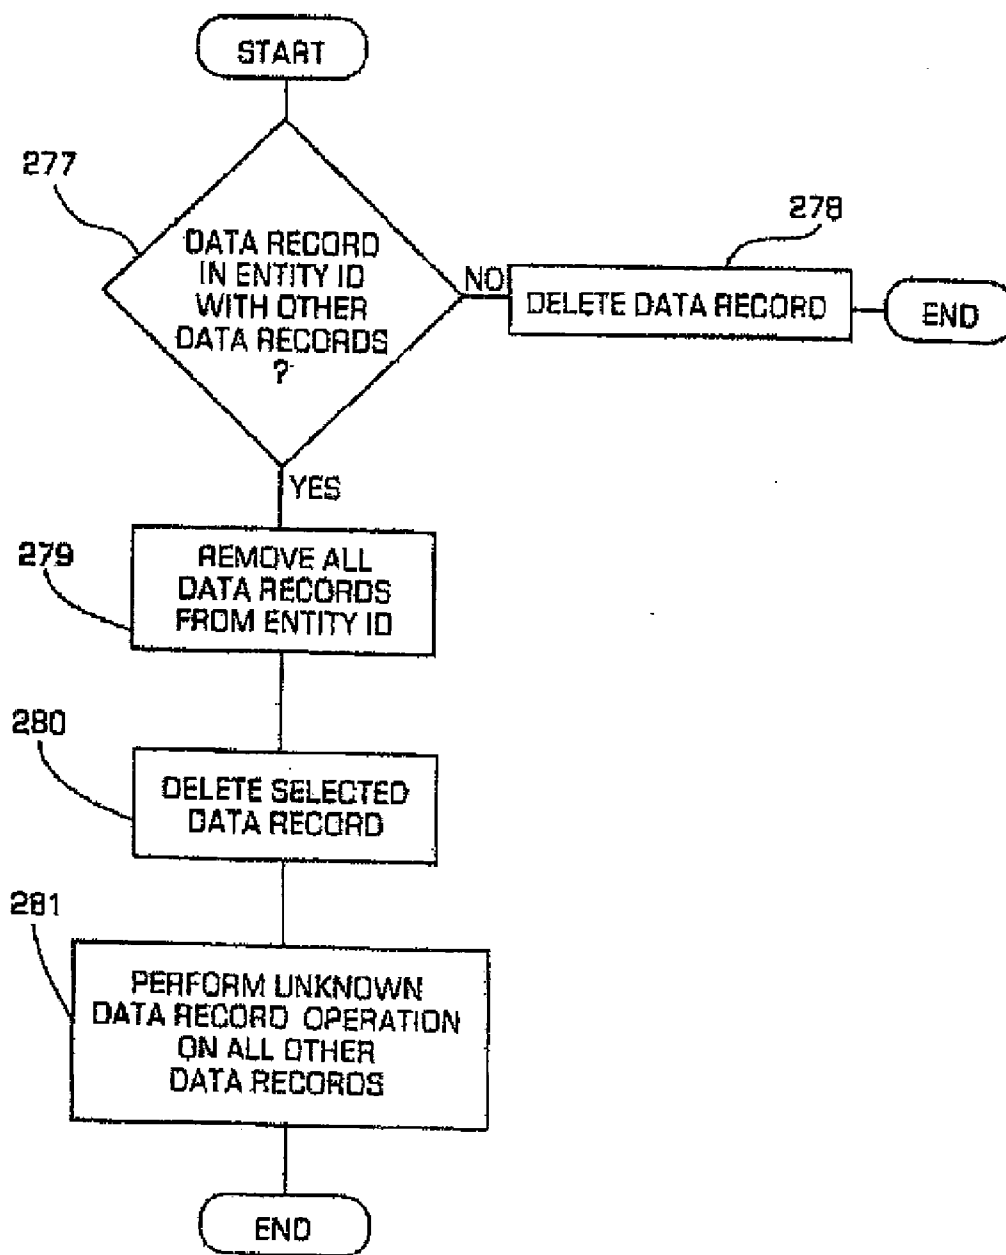 START
277
DATA RECORD
IN ENTITY ID
WITH OTHER
DATA RECORDS
?
NO
278
DELETE DATA RECORD
END
YES
279
REMOVE ALL
DATA RECORDS
FROM ENTITY ID
280
DELETE SELECTED
DATA RECORD
281
PERFORM UNKNOWN
DATA RECORD OPERATION
ON ALL OTHER
DATA RECORDS
END